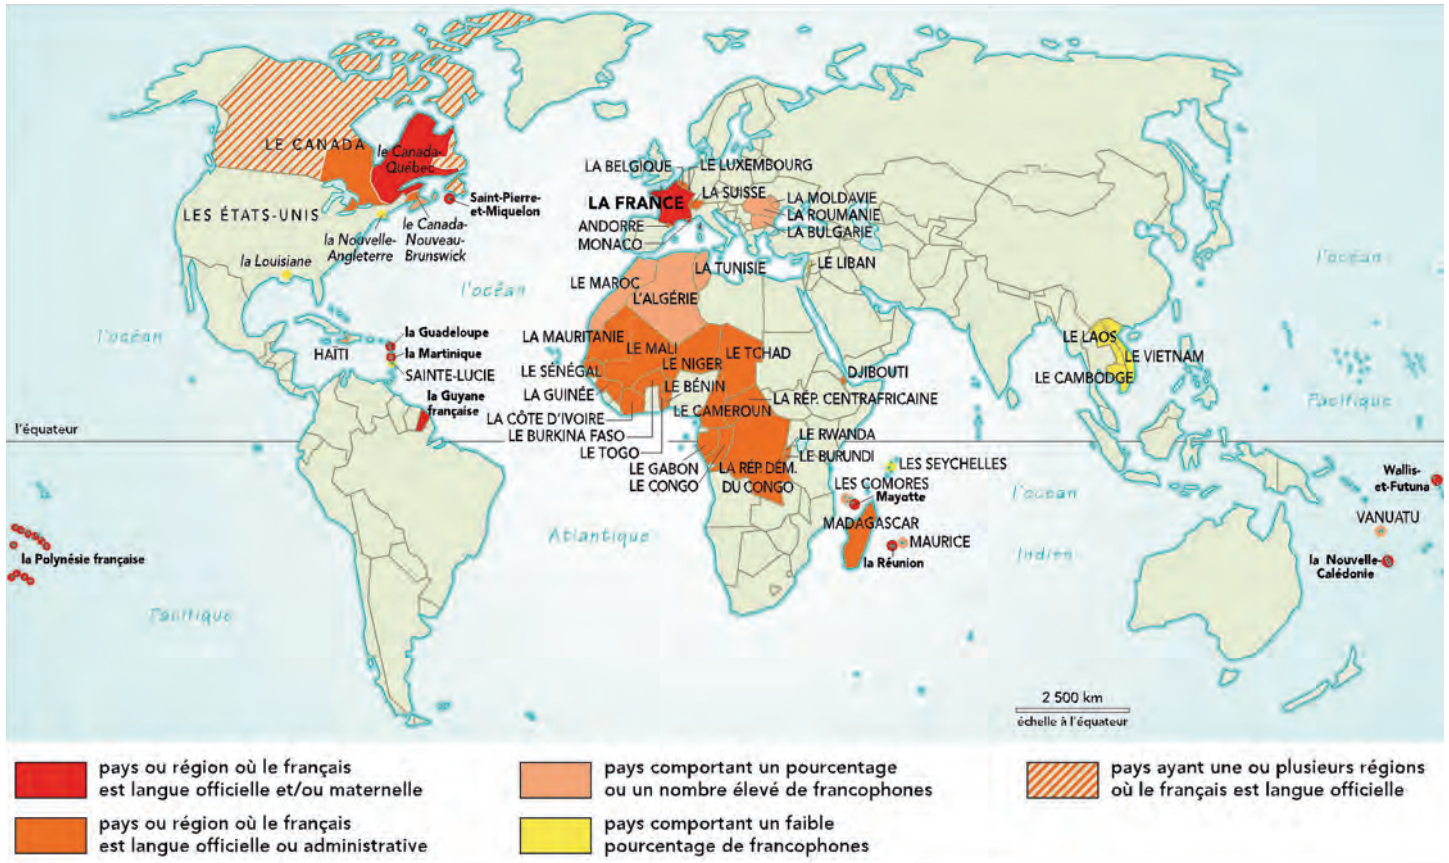 LE CANADA
le Canada-
Québec
LES ÉTATS-UNIS
Saint-Pierre-
et-Miquelon
la Nouvelle-
Angleterre
le Canada-
Nouveau-
Brunswick
la Louisiane
l'océan
l'océan
HAÏTI
la Guadeloupe
la Martinique
SAINTE-LUCIE
la Guyane
française
l'équateur
la Polynésie française
Pacifique
Atlantique
LA BELGIQUE
LE LUXEMBOURG
LA FRANCE
LA SUISSE
LA MOLDAVIE
LA ROUMANIE
LA BULGARIE
ANDORRE
MONACO
LE MAROC
L'ALGÉRIE
LA TUNISIE
LE LIBAN
LA MAURITANIE
LE MALI
LE NIGER
LE TCHAD
LE SÉNÉGAL
LA GUINÉE
LE BÉNIN
DJIBOUTI
LA CÔTE D'IVOIRE
LE CAMEROUN
LA RÉP. CENTRAFRICAINE
LE BURKINA FASO
LE TOGO
LE RWANDA
LE BURUNDI
LE GABON
LE CONGO
LA RÉP. DÉM.
DU CONGO
LES SEYCHELLES
LES COMORES
Mayotte
MADAGASCAR
MAURICE
la Réunion
LE LAOS
LE VIETNAM
LE CAMBODGE
l'océan
Pacifique
l'océan
Indien
Wallis-
et-Futuna
VANUATU
la Nouvelle-
Calédonie
2 500 km
échelle à l'équateur
pays ou région où le français
est langue officielle et/ou maternelle
pays ou région où le français
est langue officielle ou administrative
pays comportant un pourcentage
ou un nombre élevé de francophones
pays comportant un faible
pourcentage de francophones
pays ayant une ou plusieurs régions
où le français est langue officielle